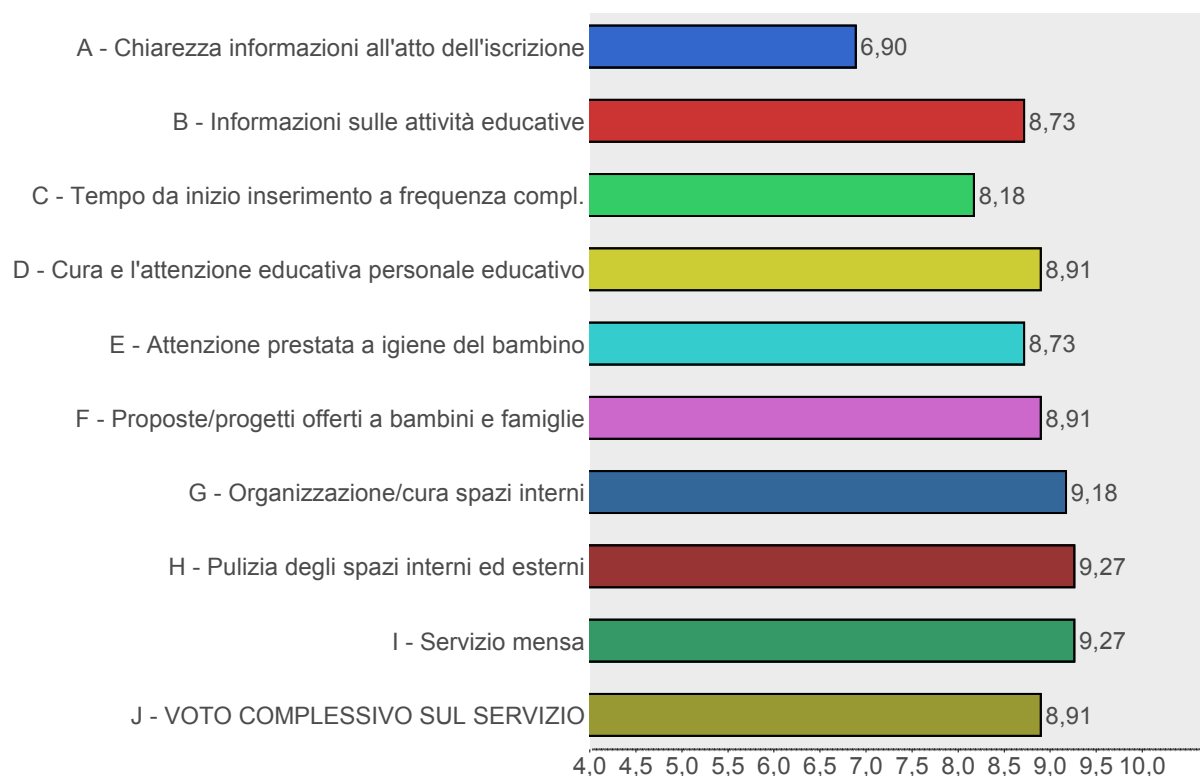 A - Chiarezza informazioni all'atto dell'iscrizione 6,90
B - Informazioni sulle attività educative 8,73
C - Tempo da inizio inserimento a frequenza compl. 8,18
D - Cura e l'attenzione educativa personale educativo 8,91
E - Attenzione prestata a igiene del bambino 8,73
F - Proposte/progetti offerti a bambini e famiglie 8,91
G - Organizzazione/cura spazi interni 9,18
H - Pulizia degli spazi interni ed esterni 9,27
I - Servizio mensa 9,27
J - VOTO COMPLESSIVO SUL SERVIZIO 8,91
4,0 4,5 5,0 5,5 6,0 6,5 7,0 7,5 8,0 8,5 9,0 9,5 10,0